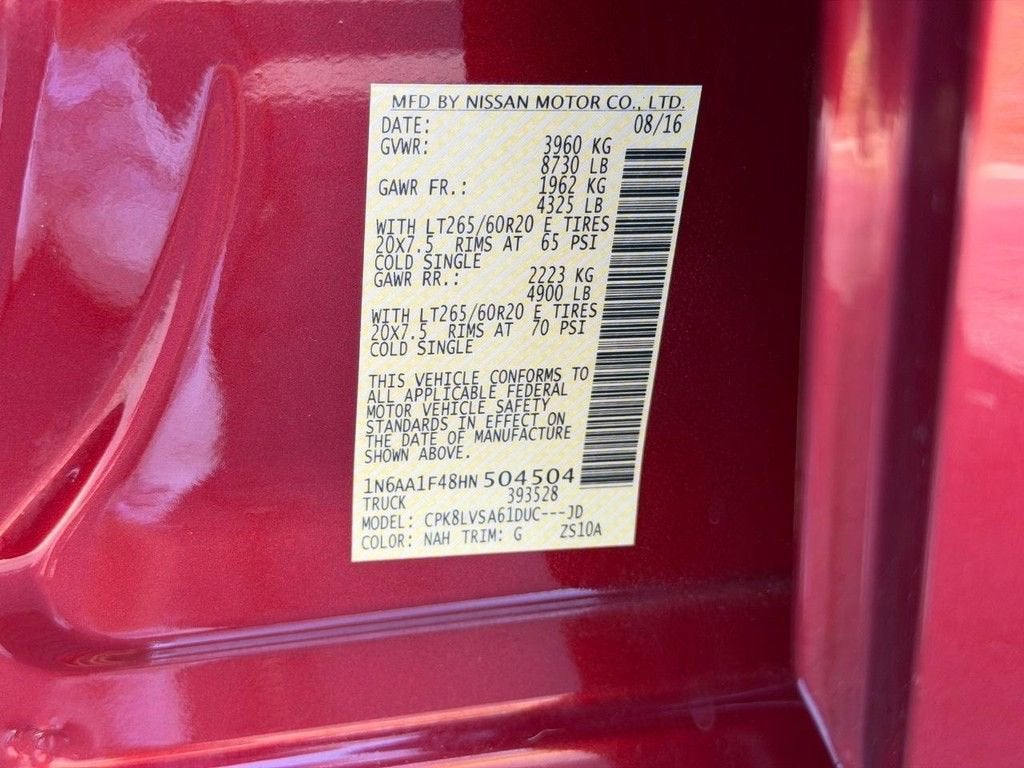 MFD BY NISSAN MOTOR CO., LTD.
DATE: 08/16
GVWR: 3960 KG
8730 LB
GAWR FR.: 1962 KG
4325 LB
WITH LT265/60R20 E TIRES
20X7.5 RIMS AT 65 PSI
COLD SINGLE
GAWR RR.: 2223 KG
4900 LB
WITH LT265/60R20 E TIRES
20X7.5 RIMS AT 70 PSI
COLD SINGLE
THIS VEHICLE CONFORMS TO
ALL APPLICABLE FEDERAL
MOTOR VEHICLE SAFETY
STANDARDS IN EFFECT ON
THE DATE OF MANUFACTURE
SHOWN ABOVE.
1N6AA1F48HN 504504
TRUCK 393528
MODEL: CPK8LVSA61DUC---JD
COLOR: NAH TRIM: G ZS10A